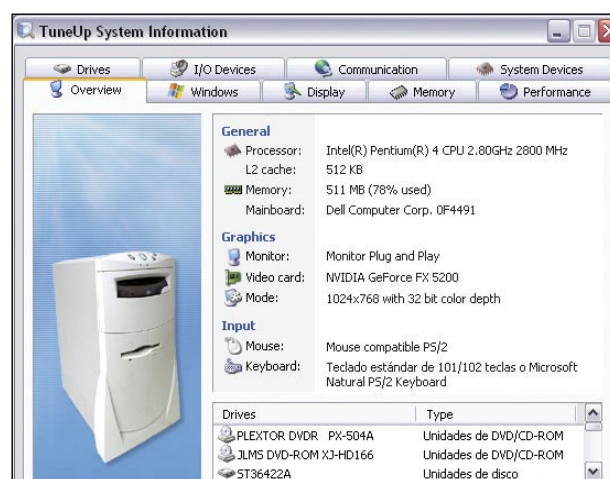 TuneUp System Information
Drives I/O Devices Communication System Devices
Overview Windows Display Memory Performance
General
Processor: Intel(R) Pentium(R) 4 CPU 2.80GHz 2800 MHz
L2 cache: 512 KB
Memory: 511 MB (78% used)
Mainboard: Dell Computer Corp. 0F4491
Graphics
Monitor: Monitor Plug and Play
Video card: NVIDIA GeForce FX 5200
Mode: 1024x768 with 32 bit color depth
Input
Mouse: Mouse compatible PS/2
Keyboard: Teclado estándar de 101/102 teclas o Microsoft
Natural PS/2 Keyboard
Drives Type
PLEXTOR DVDR PX-504A Unidades de DVD/CD-ROM
JLMS DVD-ROM XJ-HD166 Unidades de DVD/CD-ROM
ST36422A Unidades de disco